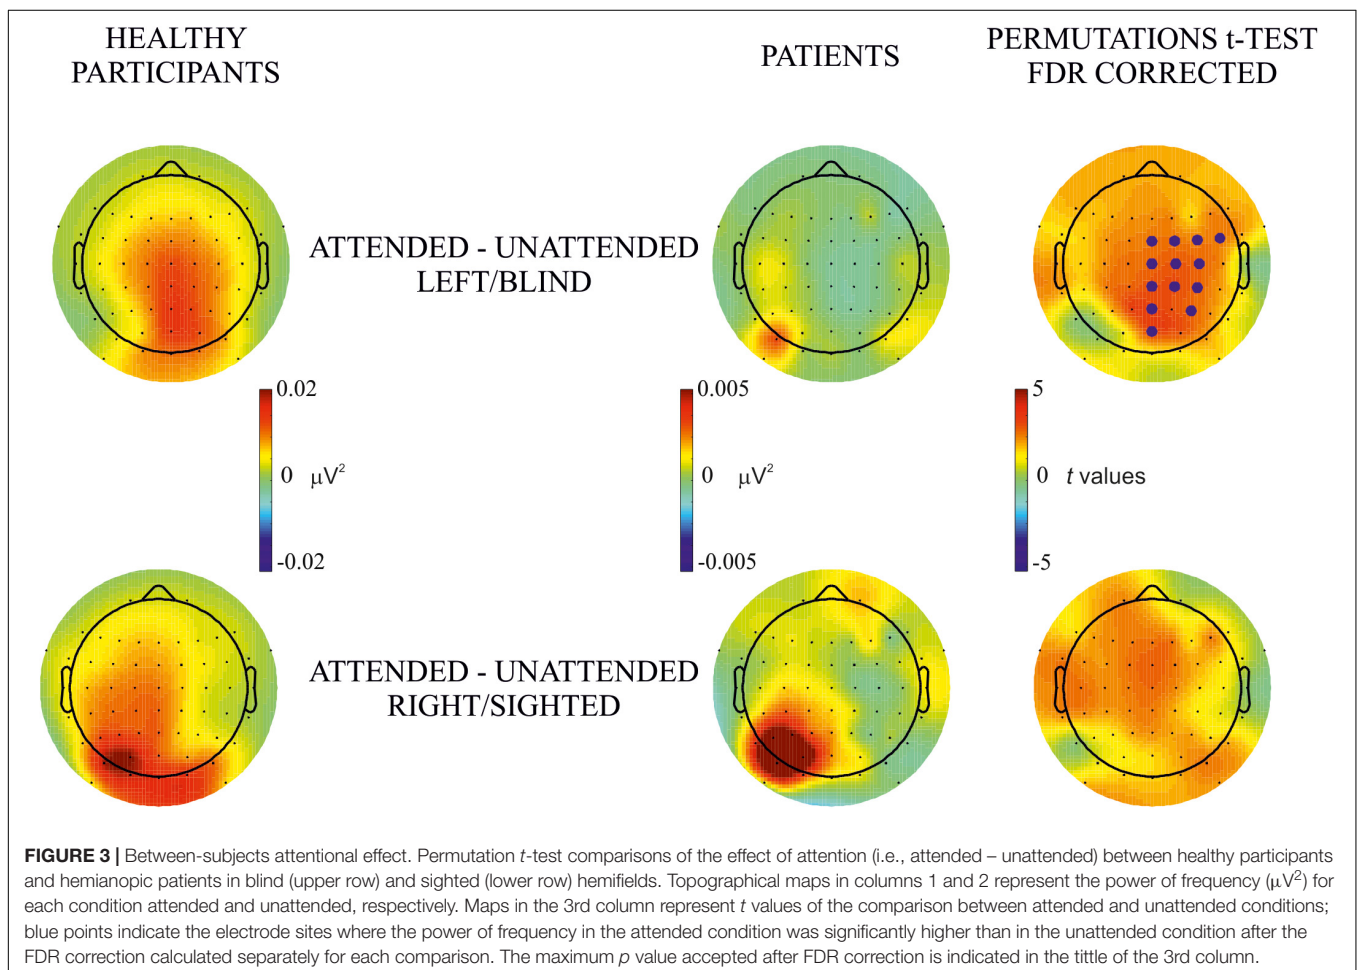 HEALTHY
PARTICIPANTS
PATIENTS
PERMUTATIONS t-TEST
FDR CORRECTED
ATTENDED - UNATTENDED
LEFT/BLIND
0.02
0 μV²
-0.02
0.005
0 μV²
-0.005
5
0 t values
-5
ATTENDED - UNATTENDED
RIGHT/SIGHTED
FIGURE 3 | Between-subjects attentional effect. Permutation t-test comparisons of the effect of attention (i.e., attended – unattended) between healthy participants
and hemianopic patients in blind (upper row) and sighted (lower row) hemifields. Topographical maps in columns 1 and 2 represent the power of frequency (μV²) for
each condition attended and unattended, respectively. Maps in the 3rd column represent t values of the comparison between attended and unattended conditions;
blue points indicate the electrode sites where the power of frequency in the attended condition was significantly higher than in the unattended condition after the
FDR correction calculated separately for each comparison. The maximum p value accepted after FDR correction is indicated in the tittle of the 3rd column.